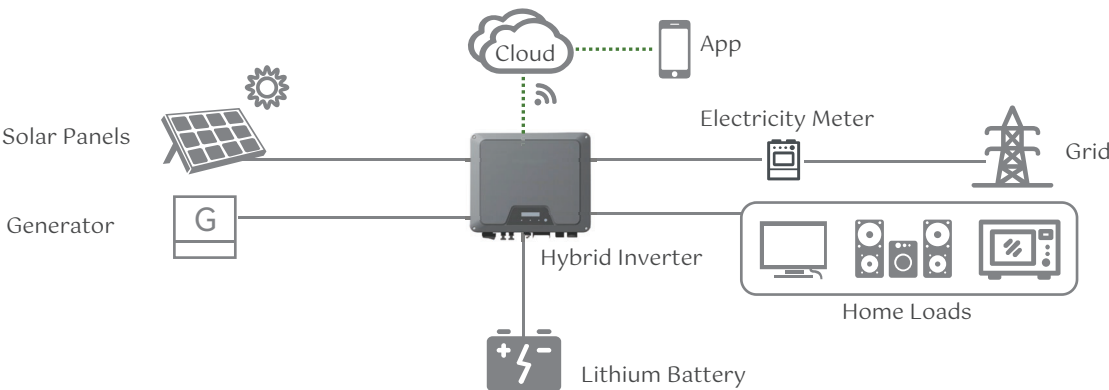 Cloud
App
Electricity Meter
Solar Panels
Grid
Generator
G
Hybrid Inverter
Home Loads
Lithium Battery